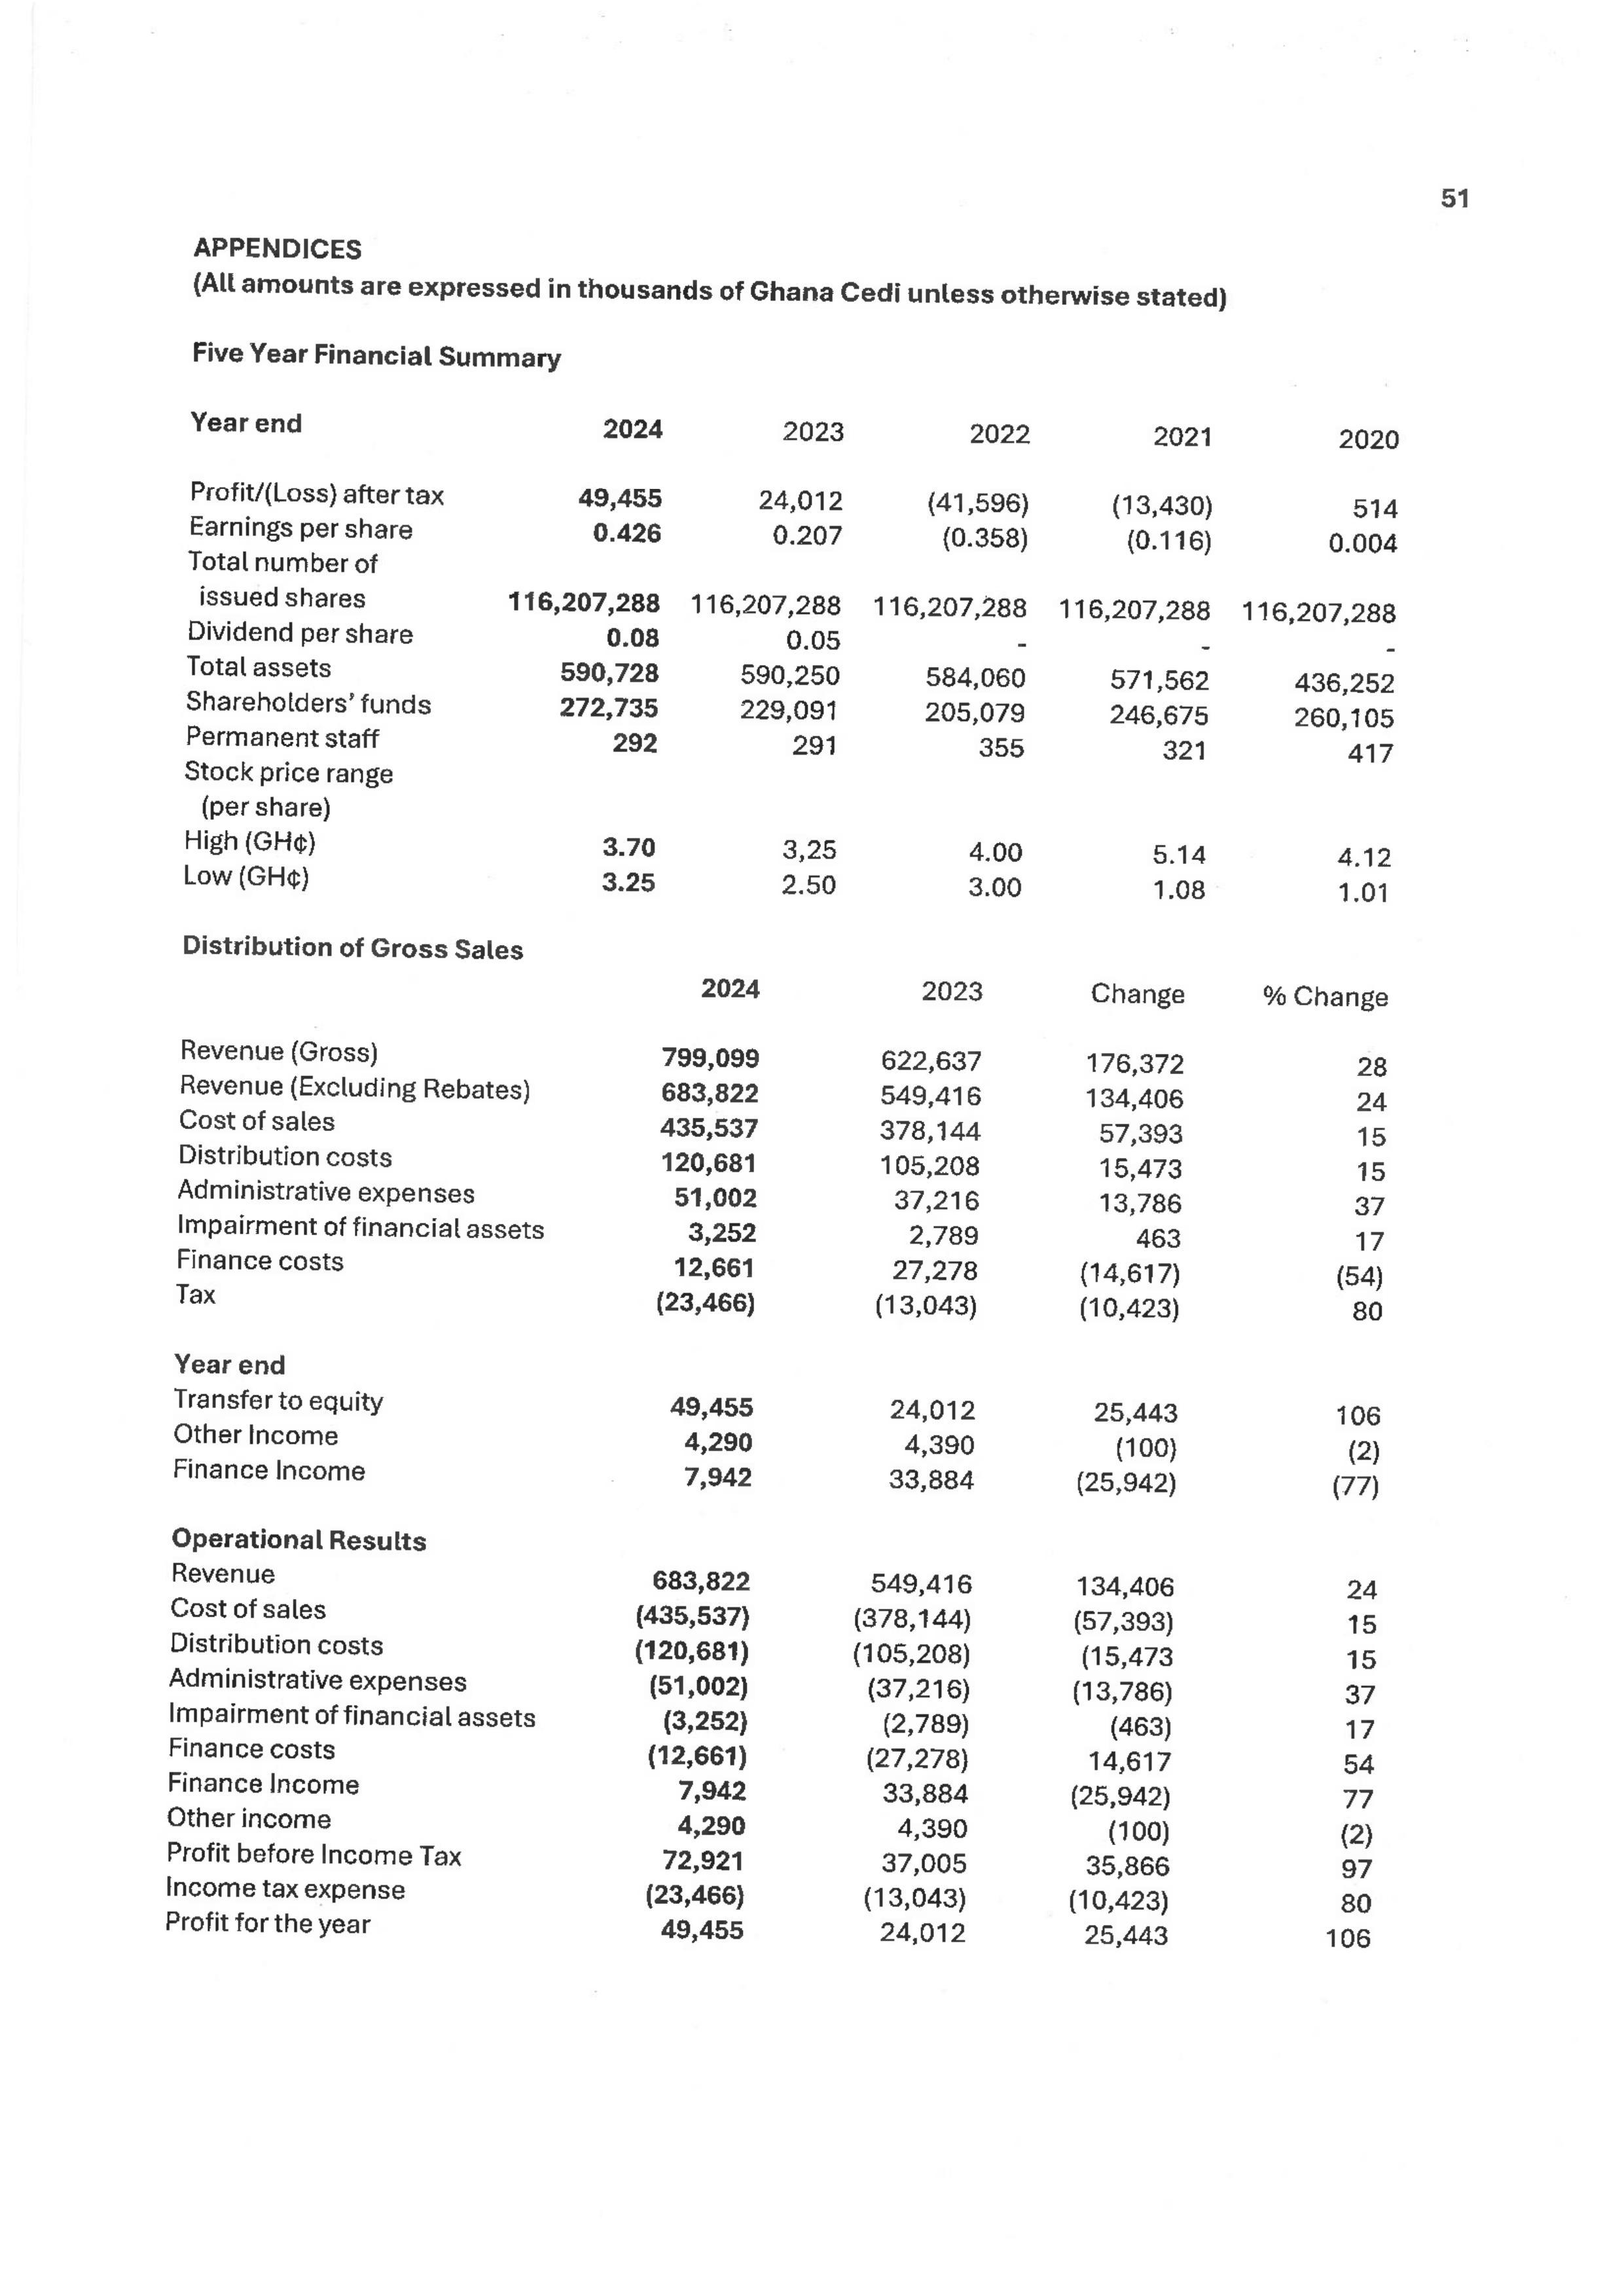 51
APPENDICES
(All amounts are expressed in thousands of Ghana Cedi unless otherwise stated)
Five Year Financial Summary
Year end 2024 2023 2022 2021 2020
Profit/(Loss) after tax 49,455 24,012 (41,596) (13,430) 514
Earnings per share 0.426 0.207 (0.358) (0.116) 0.004
Total number of
issued shares 116,207,288 116,207,288 116,207,288 116,207,288 116,207,288
Dividend per share 0.08 0.05 - - -
Total assets 590,728 590,250 584,060 571,562 436,252
Shareholders' funds 272,735 229,091 205,079 246,675 260,105
Permanent staff 292 291 355 321 417
Stock price range
(per share)
High (GH¢) 3.70 3,25 4.00 5.14 4.12
Low (GH¢) 3.25 2.50 3.00 1.08 1.01
Distribution of Gross Sales
2024 2023 Change % Change
Revenue (Gross) 799,099 622,637 176,372 28
Revenue (Excluding Rebates) 683,822 549,416 134,406 24
Cost of sales 435,537 378,144 57,393 15
Distribution costs 120,681 105,208 15,473 15
Administrative expenses 51,002 37,216 13,786 37
Impairment of financial assets 3,252 2,789 463 17
Finance costs 12,661 27,278 (14,617) (54)
Tax (23,466) (13,043) (10,423) 80
Year end
Transfer to equity 49,455 24,012 25,443 106
Other Income 4,290 4,390 (100) (2)
Finance Income 7,942 33,884 (25,942) (77)
Operational Results
Revenue 683,822 549,416 134,406 24
Cost of sales (435,537) (378,144) (57,393) 15
Distribution costs (120,681) (105,208) (15,473 15
Administrative expenses (51,002) (37,216) (13,786) 37
Impairment of financial assets (3,252) (2,789) (463) 17
Finance costs (12,661) (27,278) 14,617 54
Finance Income 7,942 33,884 (25,942) 77
Other income 4,290 4,390 (100) (2)
Profit before Income Tax 72,921 37,005 35,866 97
Income tax expense (23,466) (13,043) (10,423) 80
Profit for the year 49,455 24,012 25,443 106